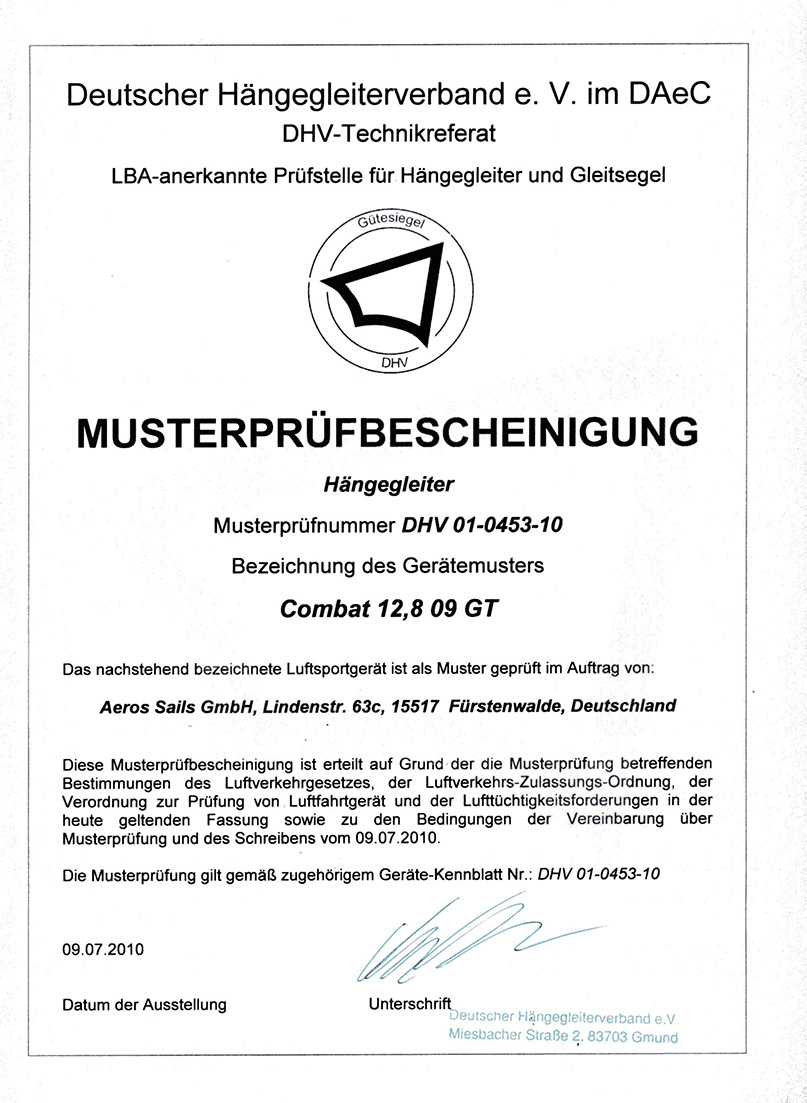 Deutscher Hängegleiterverband e. V. im DAeC
DHV-Technikreferat
LBA-anerkannte Prüfstelle für Hängegleiter und Gleitsegel
Gütesiegel
DHV
MUSTERPRÜFBESCHEINIGUNG
Hängegleiter
Musterprüfnummer DHV 01-0453-10
Bezeichnung des Gerätemusters
Combat 12,8 09 GT
Das nachstehend bezeichnete Luftsportgerät ist als Muster geprüft im Auftrag von:
Aeros Sails GmbH, Lindenstr. 63c, 15517 Fürstenwalde, Deutschland
Diese Musterprüfbescheinigung ist erteilt auf Grund der die Musterprüfung betreffenden
Bestimmungen des Luftverkehrgesetzes, der Luftverkehrs-Zulassungs-Ordnung, der
Verordnung zur Prüfung von Luftfahrtgerät und der Lufttüchtigkeitsforderungen in der
heute geltenden Fassung sowie zu den Bedingungen der Vereinbarung über
Musterprüfung und des Schreibens vom 09.07.2010.
Die Musterprüfung gilt gemäß zugehörigem Geräte-Kennblatt Nr.: DHV 01-0453-10
09.07.2010
Datum der Ausstellung
Unterschrift
Deutscher Hängegleiterverband e.V
Miesbacher Straße 2, 83703 Gmund